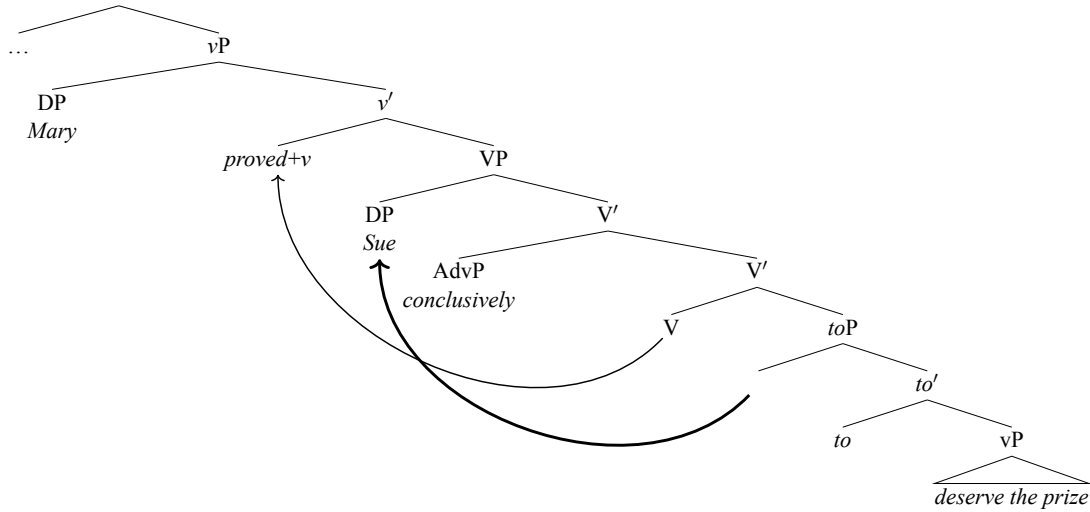 …
vP
DP
v′
Mary
proved+v
VP
DP
V′
Sue
AdvP
V′
conclusively
V
toP
to′
to
vP
deserve the prize